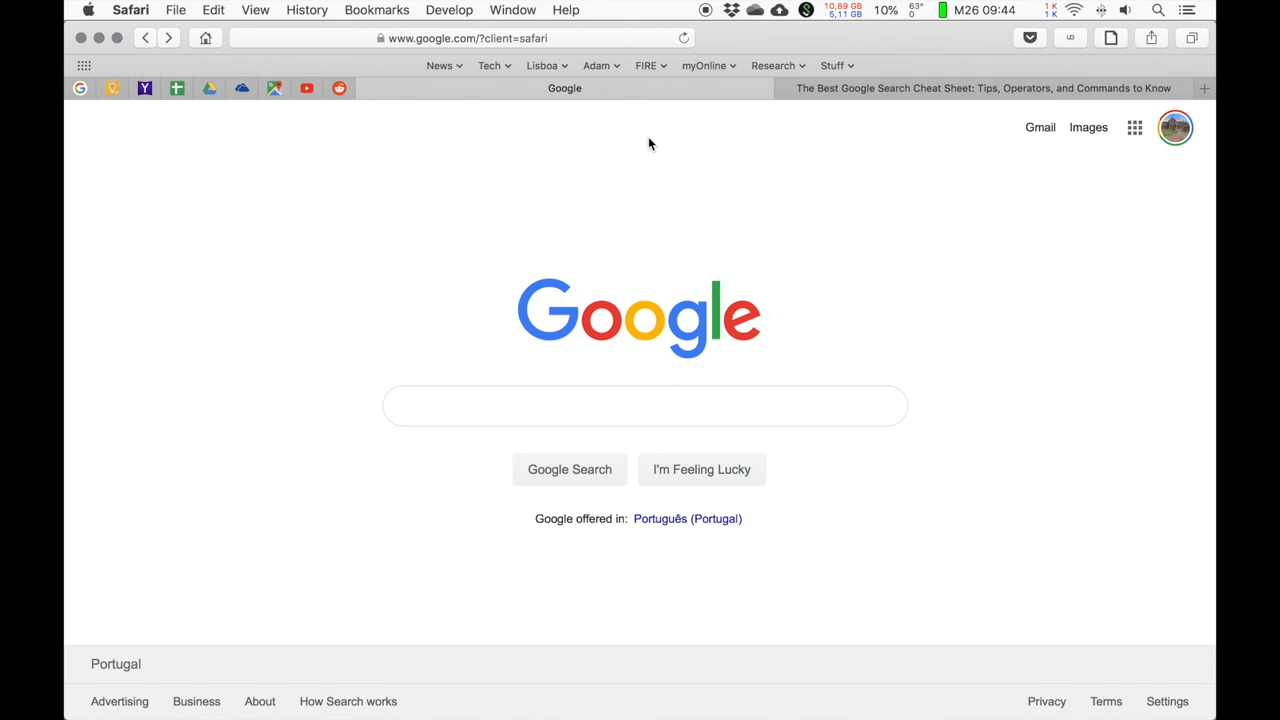 Safari File Edit View History Bookmarks Develop Window Help 10,89 GB 5,11 GB 10% 63° 0 M26 09:44 1 K 1 K
www.google.com/?client=safari
News Tech Lisboa Adam FIRE myOnline Research Stuff
Google The Best Google Search Cheat Sheet: Tips, Operators, and Commands to Know
Gmail Images
Google
Google Search I'm Feeling Lucky
Google offered in: Português (Portugal)
Portugal
Advertising Business About How Search works Privacy Terms Settings